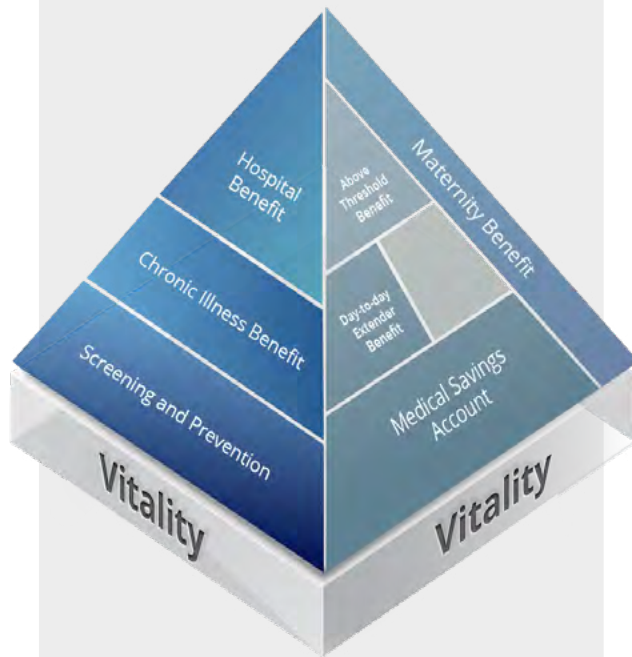 Hospital
Benefit
Chronic Illness Benefit
Screening and Prevention
Maternity Benefit
Above
Threshold
Benefit
Day-to-day
Extender
Benefit
Medical Savings
Account
Vitality
Vitality